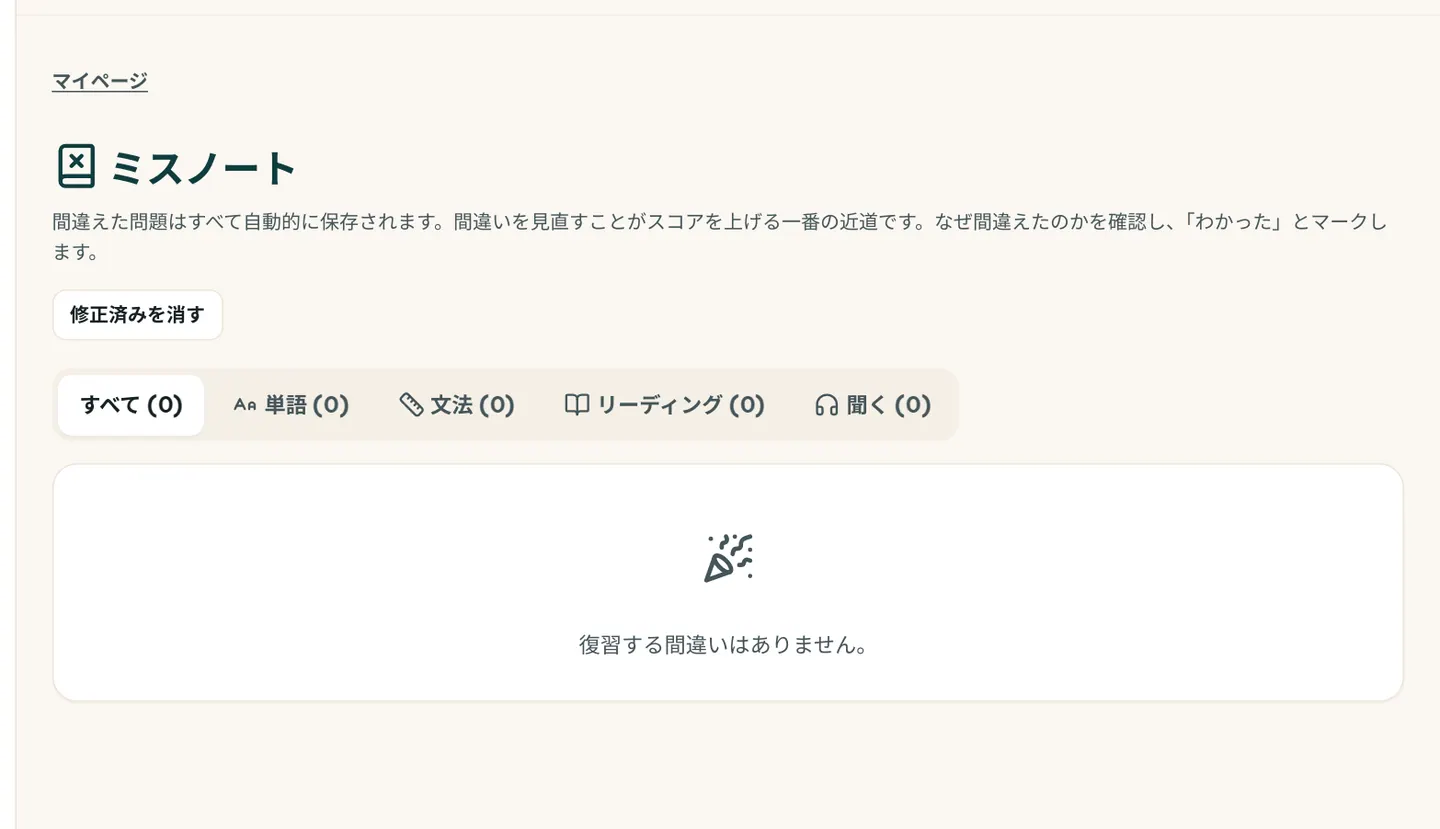 マイページ
ミスノート
間違えた問題はすべて自動的に保存されます。間違いを見直すことがスコアを上げる一番の近道です。なぜ間違えたのかを確認し、「わかった」とマークし
ます。
修正済みを消す
すべて (0) Aa 単語 (0) 文法 (0) リーディング (0) 聞く (0)
復習する間違いはありません。